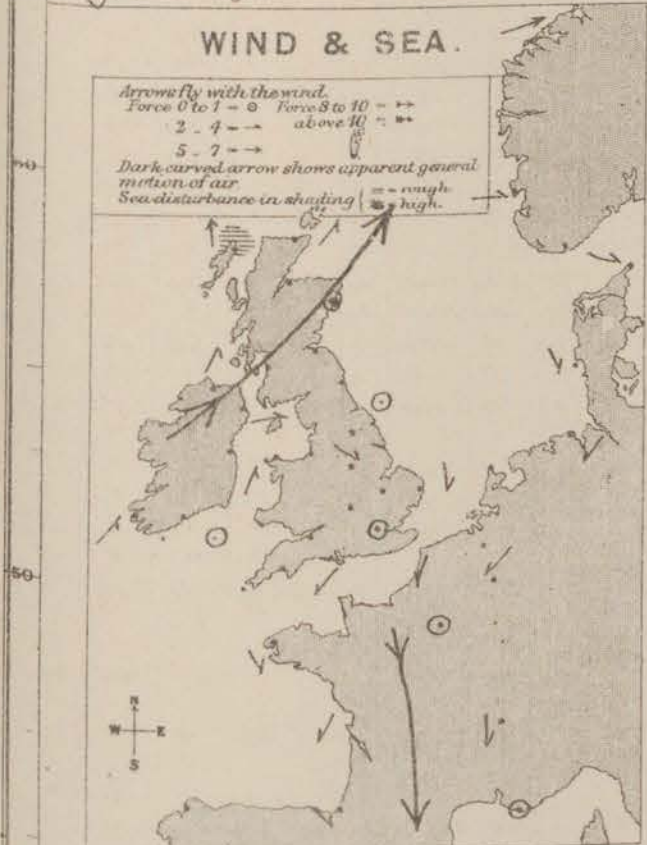 WIND & SEA.
Arrows fly with the wind.
Force 0 to 1 - ⊙ Force 8 to 10 - ↦
2 - 4 - → above 10 - ↦
5 - 7 - →
Dark curved arrow shows apparent general
motion of air
Sea disturbance in shading { = - rough
- high.
50
N
W E
S